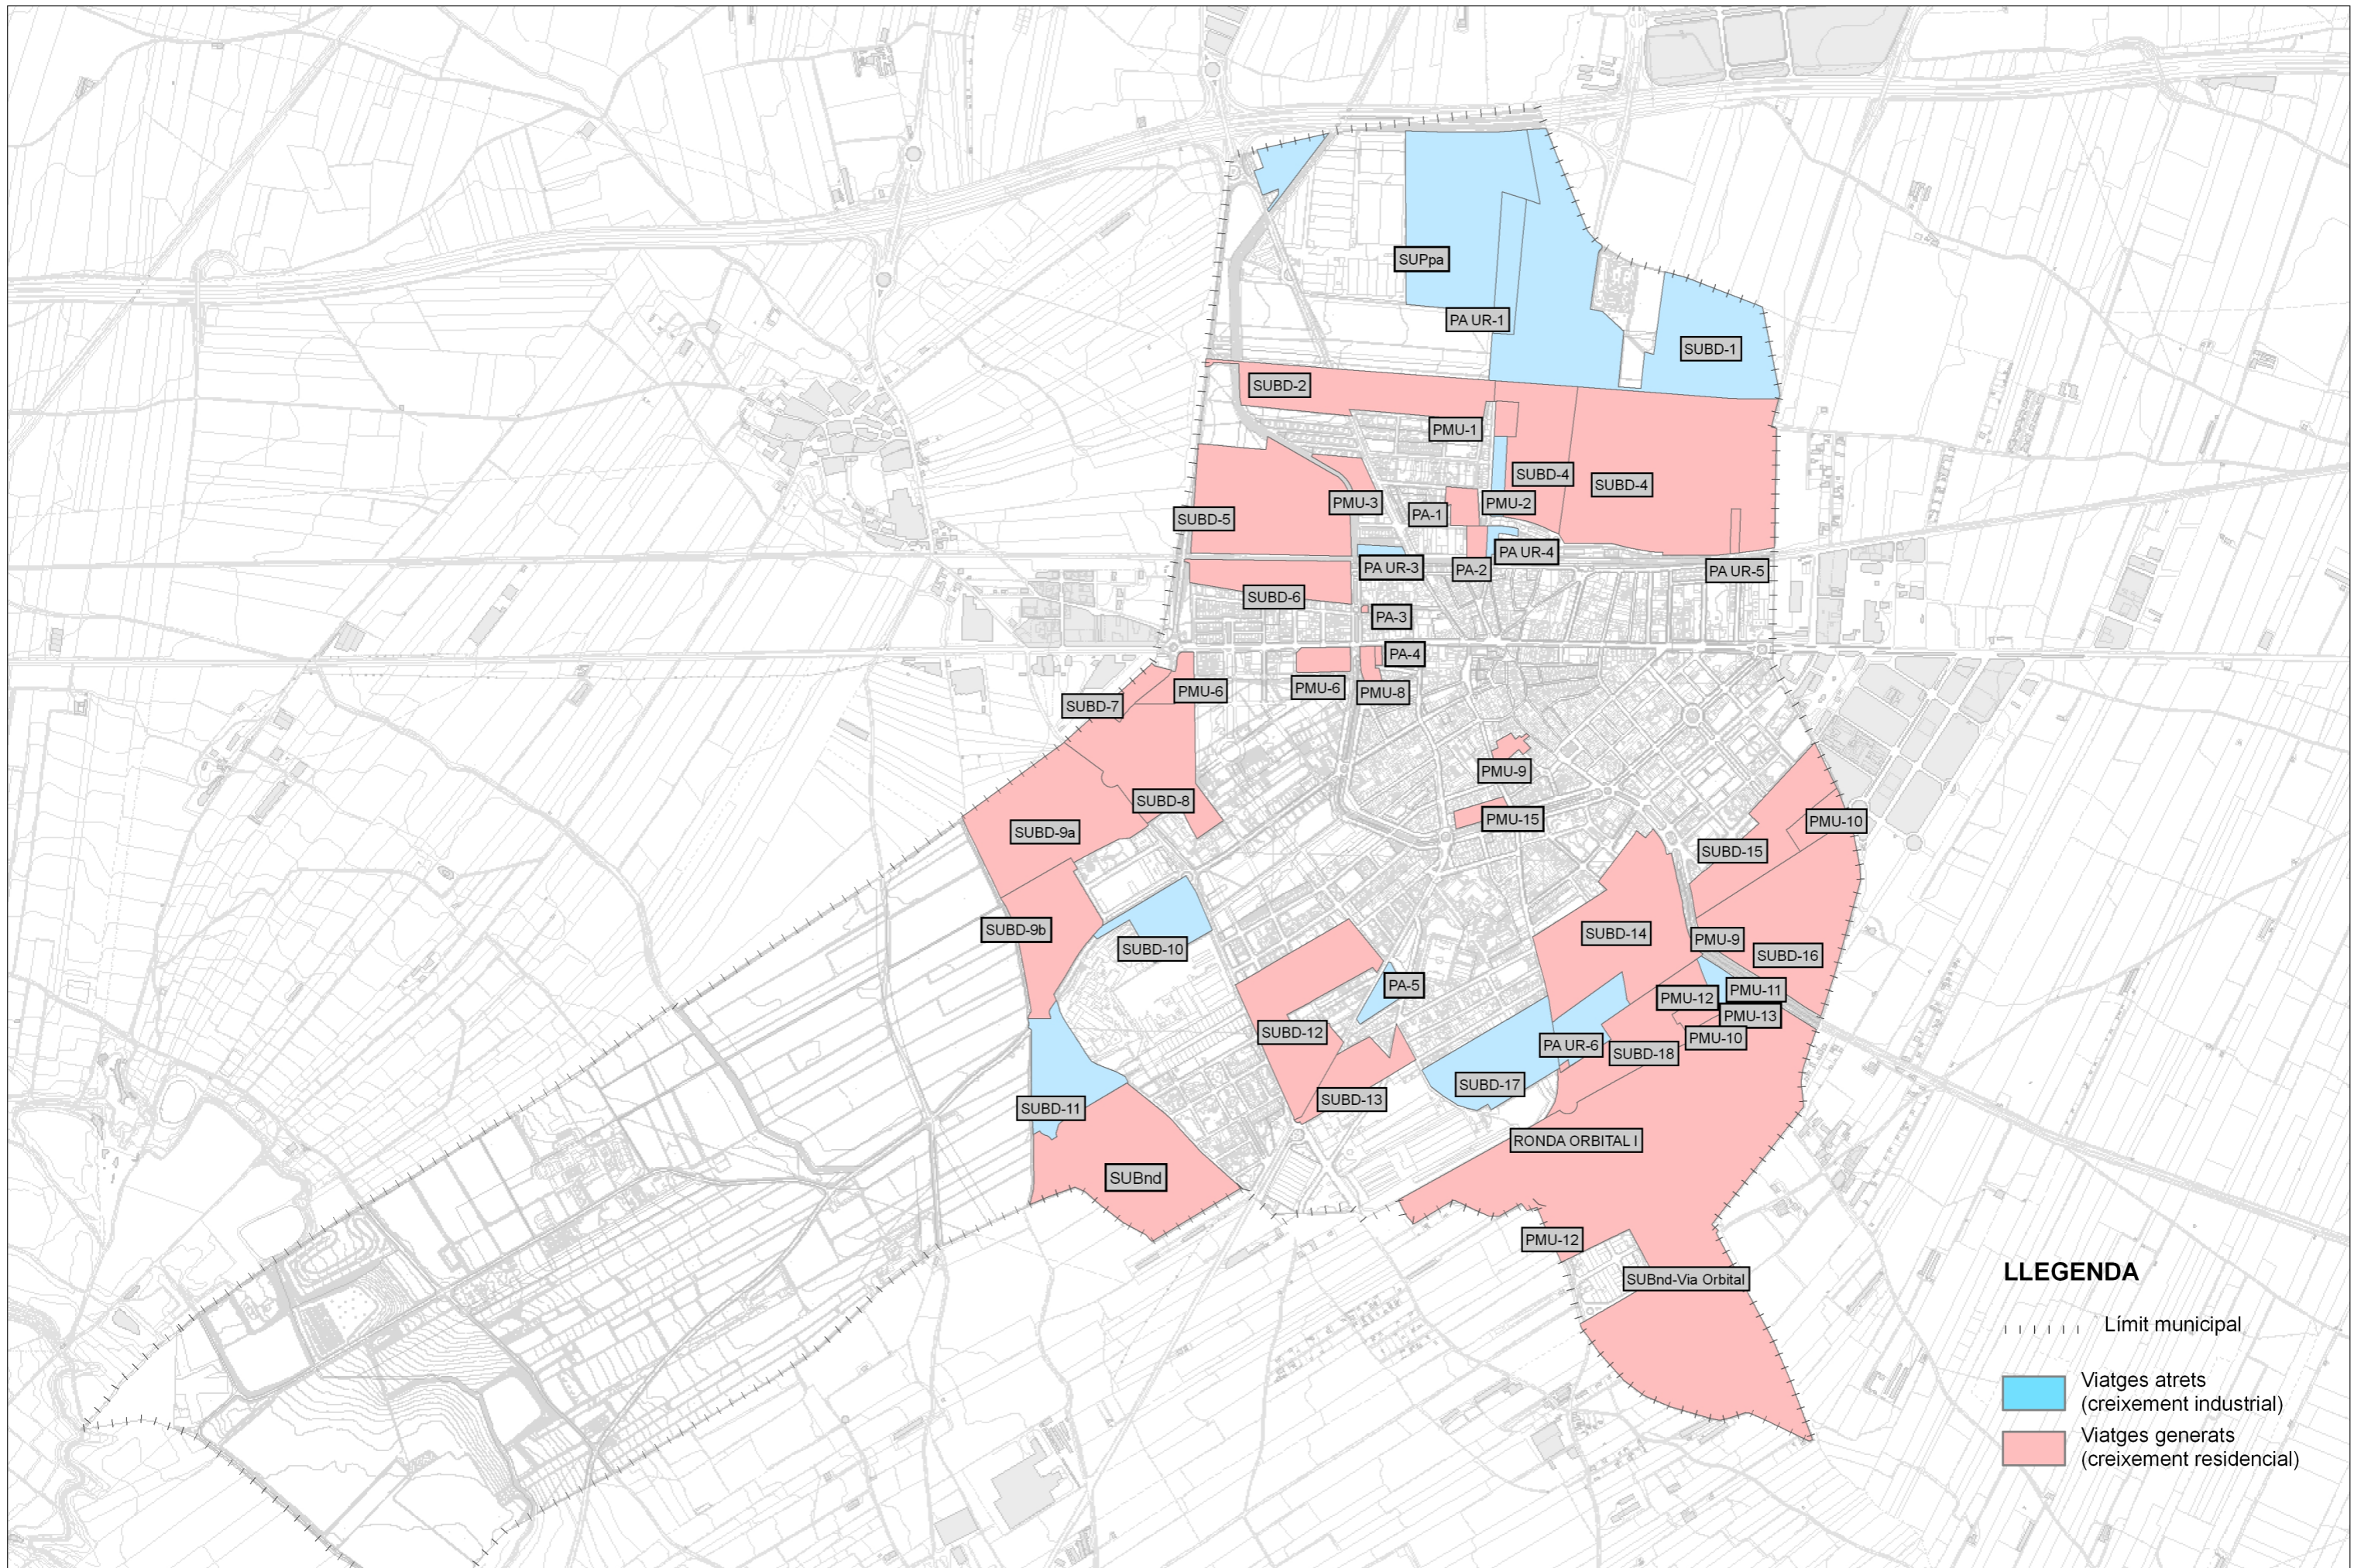 SUPpa
PA UR-1
SUBD-1
SUBD-2
PMU-1
SUBD-4
SUBD-4
PMU-3
PMU-2
PA-1
SUBD-5
PA UR-4
PA UR-3
PA-2
PA UR-5
SUBD-6
PA-3
PA-4
PMU-6
PMU-6
PMU-8
SUBD-7
PMU-9
SUBD-8
PMU-15
PMU-10
SUBD-9a
SUBD-15
SUBD-9b
SUBD-14
PMU-9
SUBD-10
SUBD-16
PA-5
PMU-11
PMU-12
PMU-13
SUBD-12
PMU-10
PA UR-6
SUBD-18
SUBD-17
SUBD-13
SUBD-11
RONDA ORBITAL I
SUBnd
PMU-12
SUBnd-Via Orbital
LLEGENDA
Límit municipal
Viatges atrets
(creixement industrial)
Viatges generats
(creixement residencial)